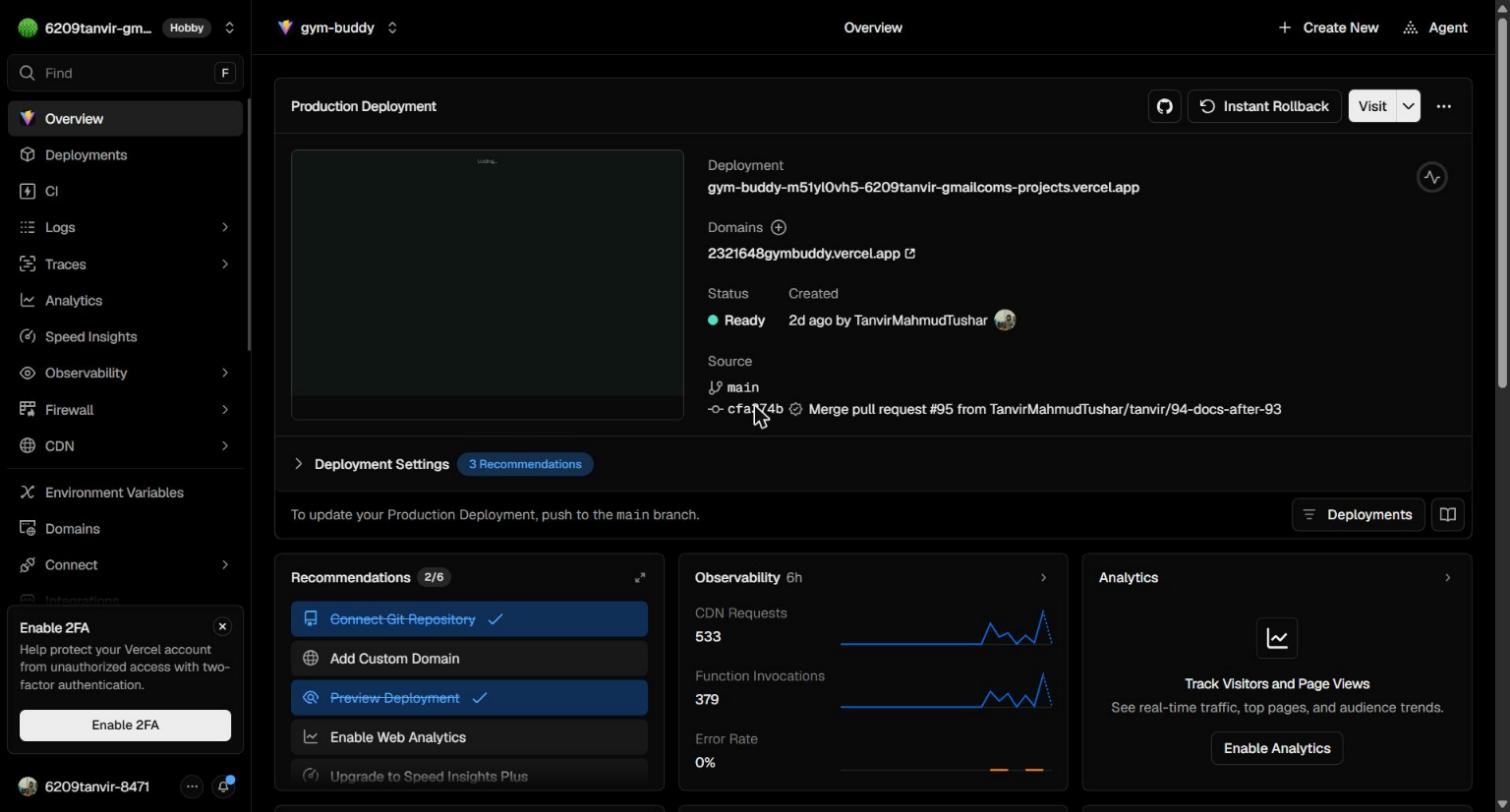 6209tanvir-gm... Hobby
gym-buddy
Overview
Create New
Agent
Find F
Overview
Deployments
CI
Logs
Traces
Analytics
Speed Insights
Observability
Firewall
CDN
Environment Variables
Domains
Connect
Integrations
Enable 2FA
Help protect your Vercel account
from unauthorized access with two-
factor authentication.
Enable 2FA
6209tanvir-8471
Production Deployment
Instant Rollback
Visit
Loading...
Deployment
gym-buddy-m51yl0vh5-6209tanvir-gmailcoms-projects.vercel.app
Domains
2321648gymbuddy.vercel.app
Status Created
Ready 2d ago by TanvirMahmudTushar
Source
main
Merge pull request #95 from TanvirMahmudTushar/tanvir/94-docs-after-93
Deployment Settings 3 Recommendations
To update your Production Deployment, push to the main branch.
Deployments
Recommendations 2/6
Connect Git Repository
Add Custom Domain
Preview Deployment
Enable Web Analytics
Upgrade to Speed Insights Plus
Observability 6h
CDN Requests
533
Function Invocations
379
Error Rate
0%
Analytics
Track Visitors and Page Views
See real-time traffic, top pages, and audience trends.
Enable Analytics